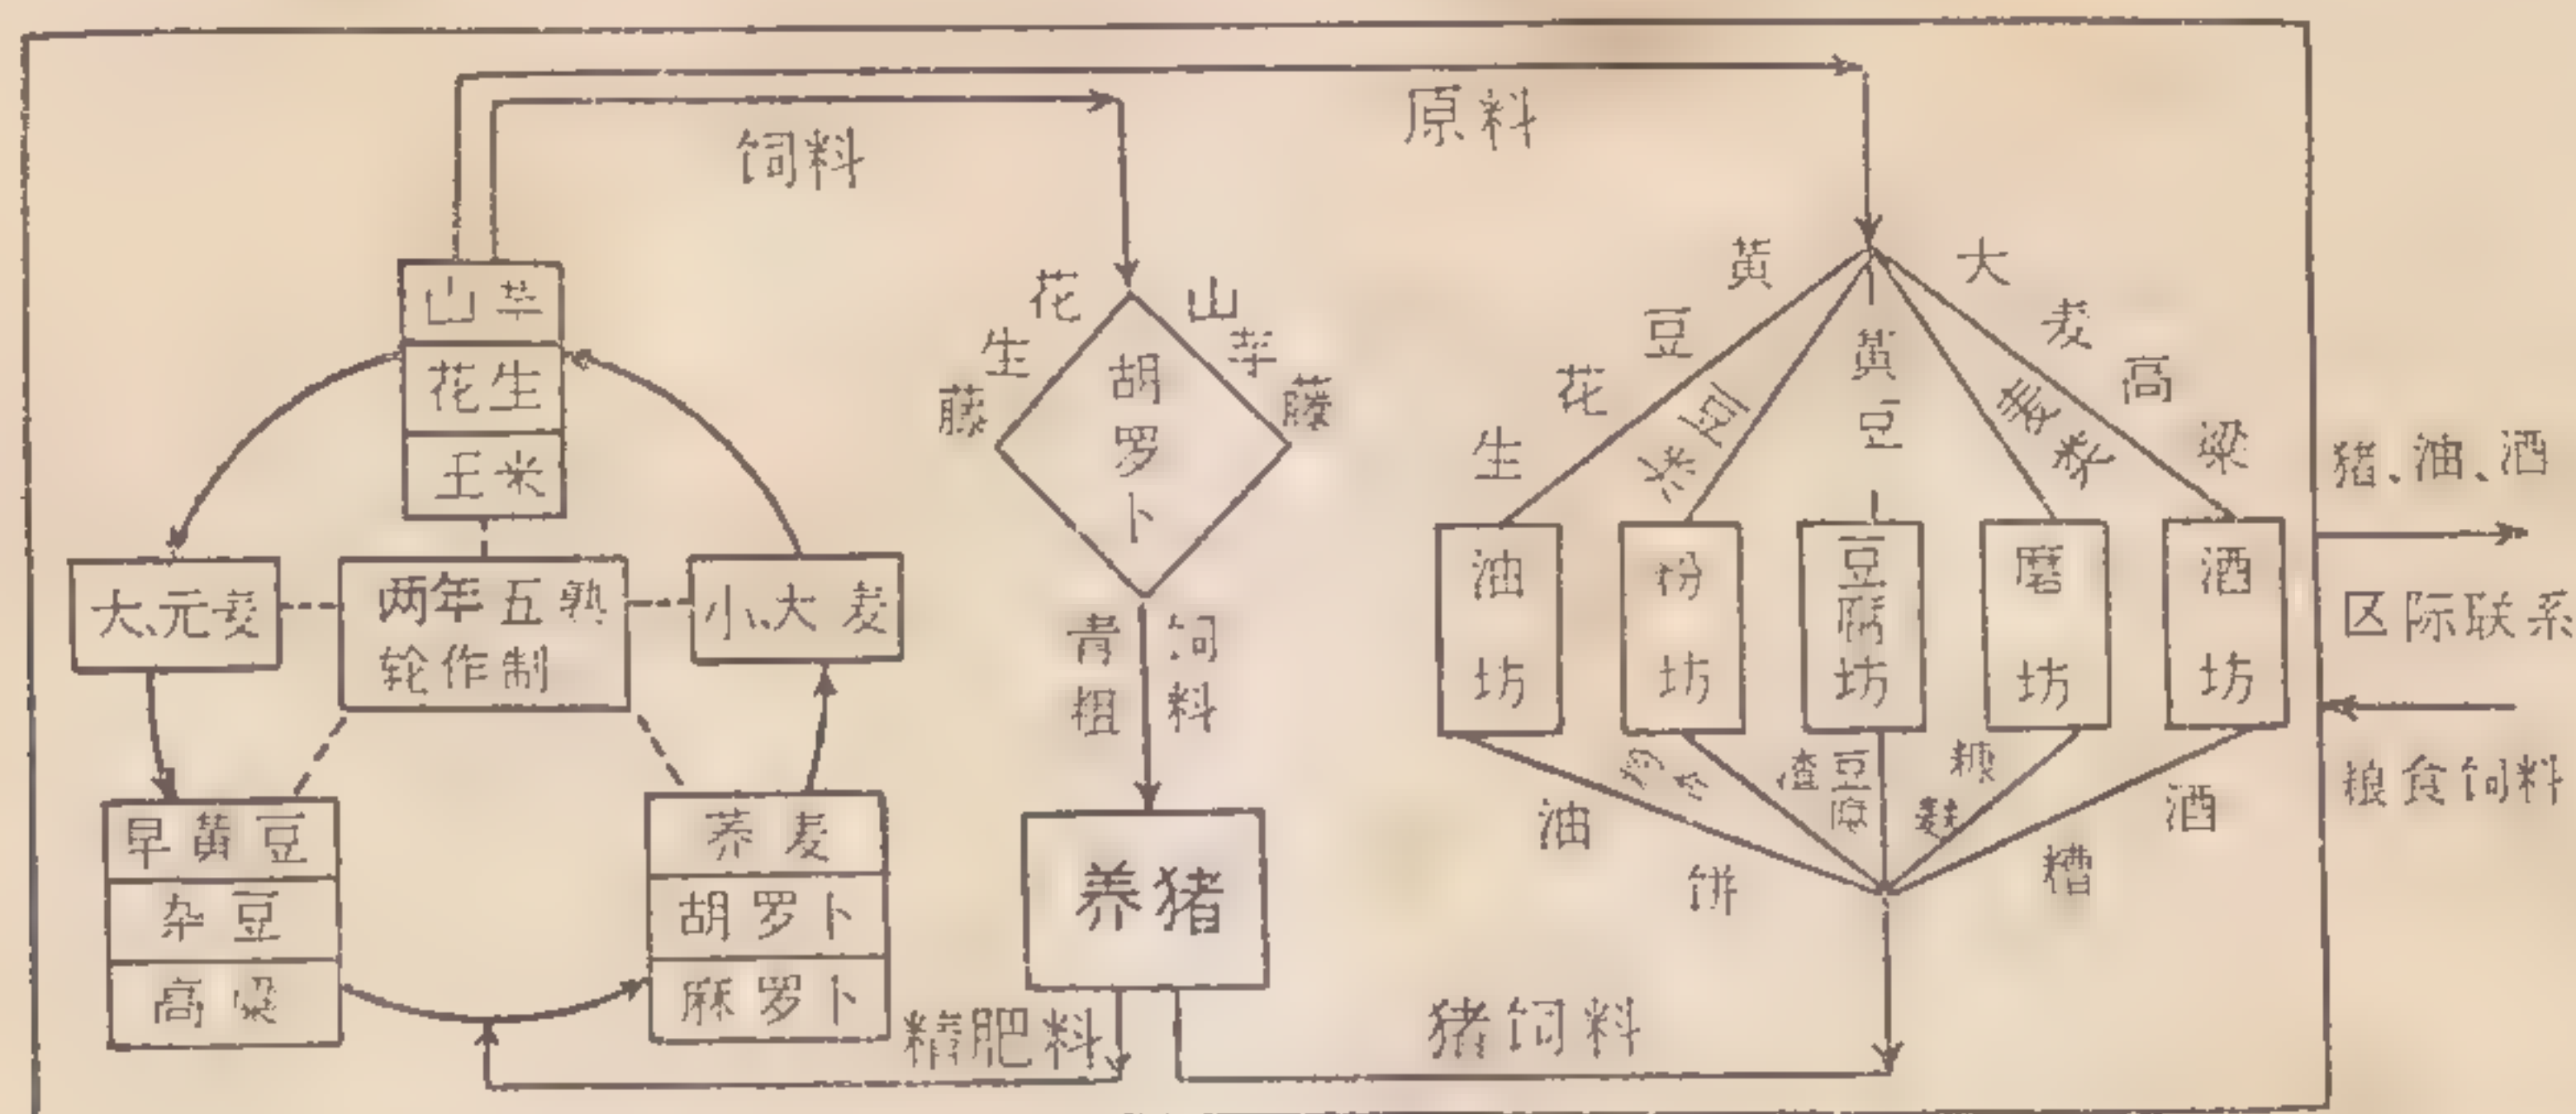 原料
饲料
山芋
花生
玉米
大、元麦
两年五熟
轮作制
小、大麦
早黄豆
杂豆
高粱
荞麦
胡罗卜
麻罗卜
花生藤
山芋藤
胡罗卜
青粗饲料
养猪
精肥料
猪饲料
黄豆花生
杂豆
黄豆
麦籽
大麦高粱
油坊
粉坊
豆腐坊
磨坊
酒坊
油饼
豆腐渣
糠麸
酒糟
猪、油、酒
区际联系
粮食饲料